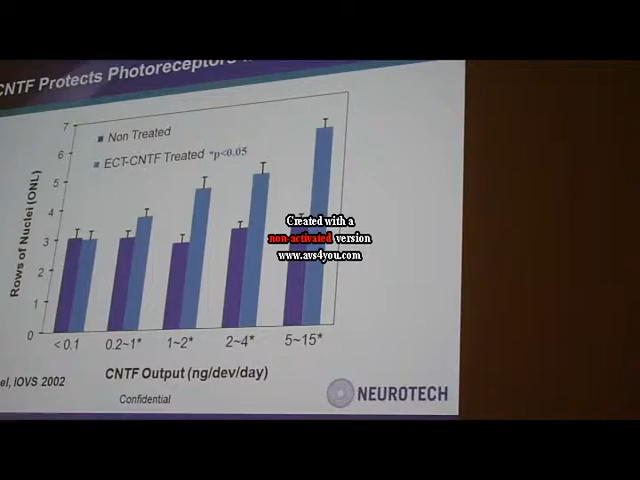 CNTF Protects Photoreceptors
7
6
5
4
3
2
1
0
Rows of Nuclei (ONL)
Non Treated
ECT-CNTF Treated *p<0.05
< 0.1 0.2~1* 1~2* 2~4* 5~15*
CNTF Output (ng/dev/day)
el, IOVS 2002
Confidential
NEUROTECH
Created with a
non-activated version
www.avs4you.com